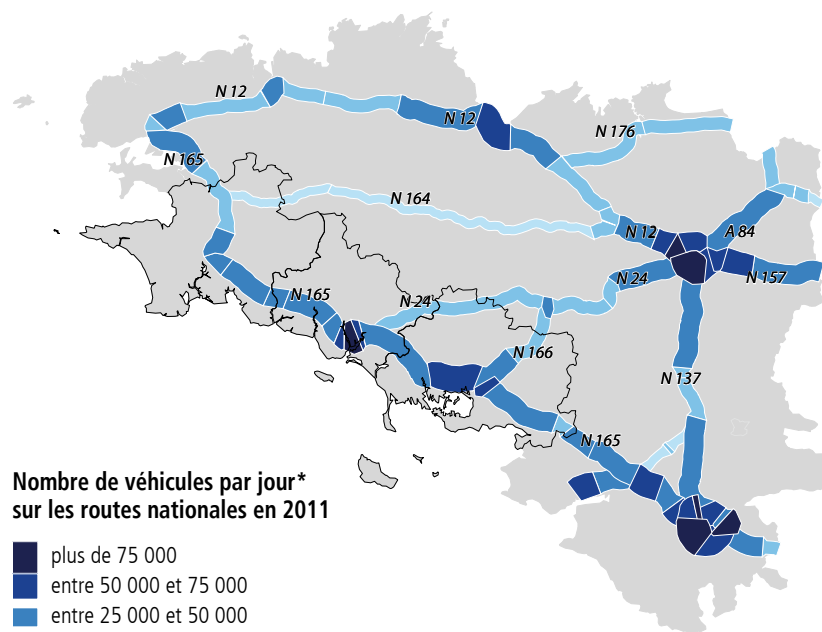 N 12
N 12
N 176
N 165
N 164
N 12
A 84
N 24
N 157
N 165
N 24
N 166
N 137
N 165
Nombre de véhicules par jour*
sur les routes nationales en 2011
plus de 75 000
entre 50 000 et 75 000
entre 25 000 et 50 000